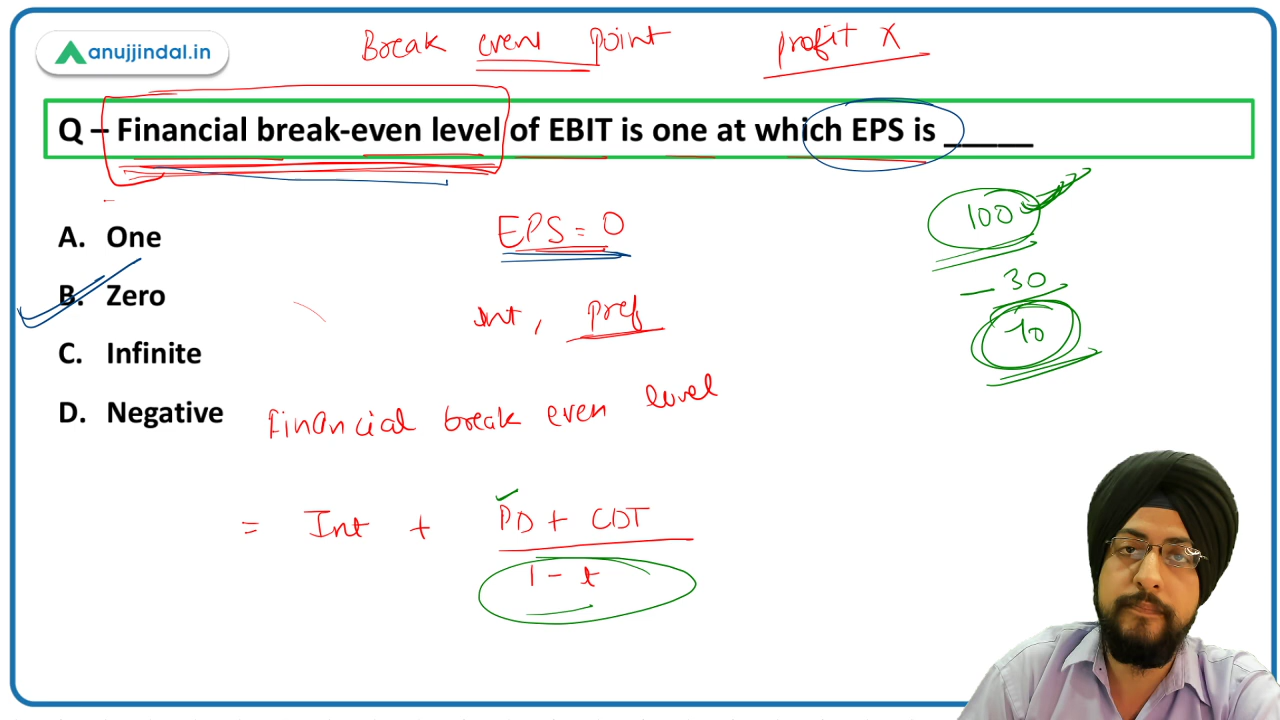 Break even point profit X
anujjindal.in
Q – Financial break-even level of EBIT is one at which EPS is _____
A. One
EPS = 0
100
B. Zero
- 30
Int, Pref
70
C. Infinite
D. Negative
Financial break even level
= Int + PD + CDT
1 - t